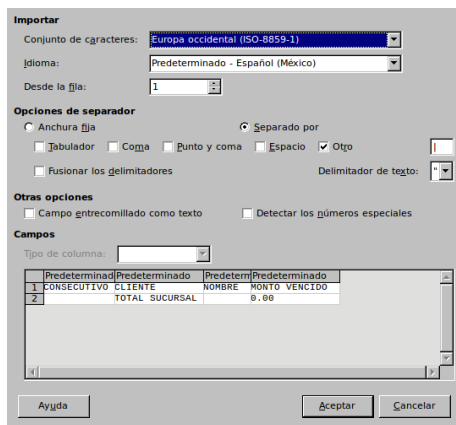 Importar
Conjunto de caracteres: Europa occidental (ISO-8859-1)
Idioma: Predeterminado - Español (México)
Desde la fila: 1
Opciones de separador
Anchura fija Separado por
Tabulador Coma Punto y coma Espacio Otro |
Fusionar los delimitadores Delimitador de texto: "
Otras opciones
Campo entrecomillado como texto Detectar los números especiales
Campos
Tipo de columna:
Predeterminad Predeterminado Predeterm Predeterminado
1 CONSECUTIVO CLIENTE NOMBRE MONTO VENCIDO
2 TOTAL SUCURSAL 0.00
Ayuda Aceptar Cancelar